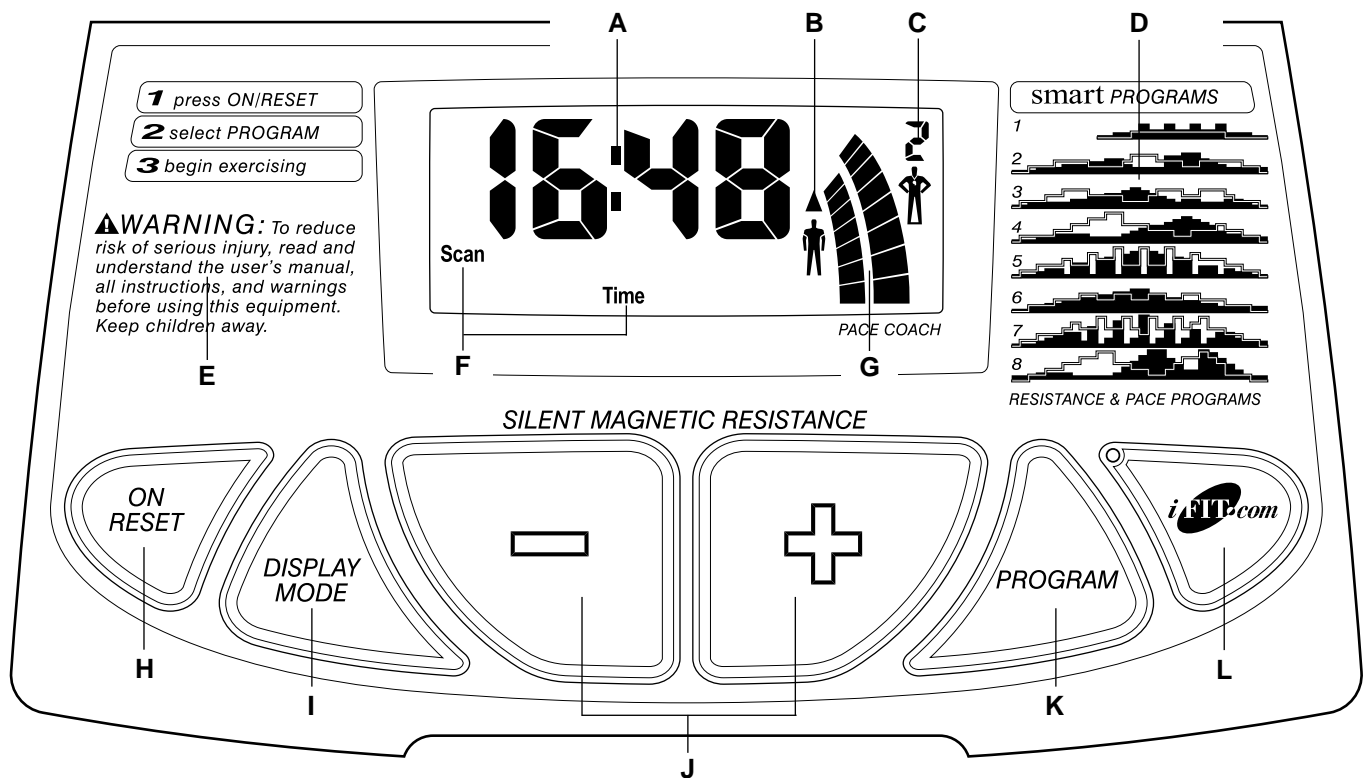 A
B
C
D
1 press ON/RESET
2 select PROGRAM
3 begin exercising
WARNING: To reduce
risk of serious injury, read and
understand the user's manual,
all instructions, and warnings
before using this equipment.
Keep children away.
E
16:48
2
Scan
Time
PACE COACH
F
G
smart PROGRAMS
1
2
3
4
5
6
7
8
RESISTANCE & PACE PROGRAMS
SILENT MAGNETIC RESISTANCE
ON
RESET
DISPLAY
MODE
−
+
PROGRAM
iFIT.com
H
I
J
K
L